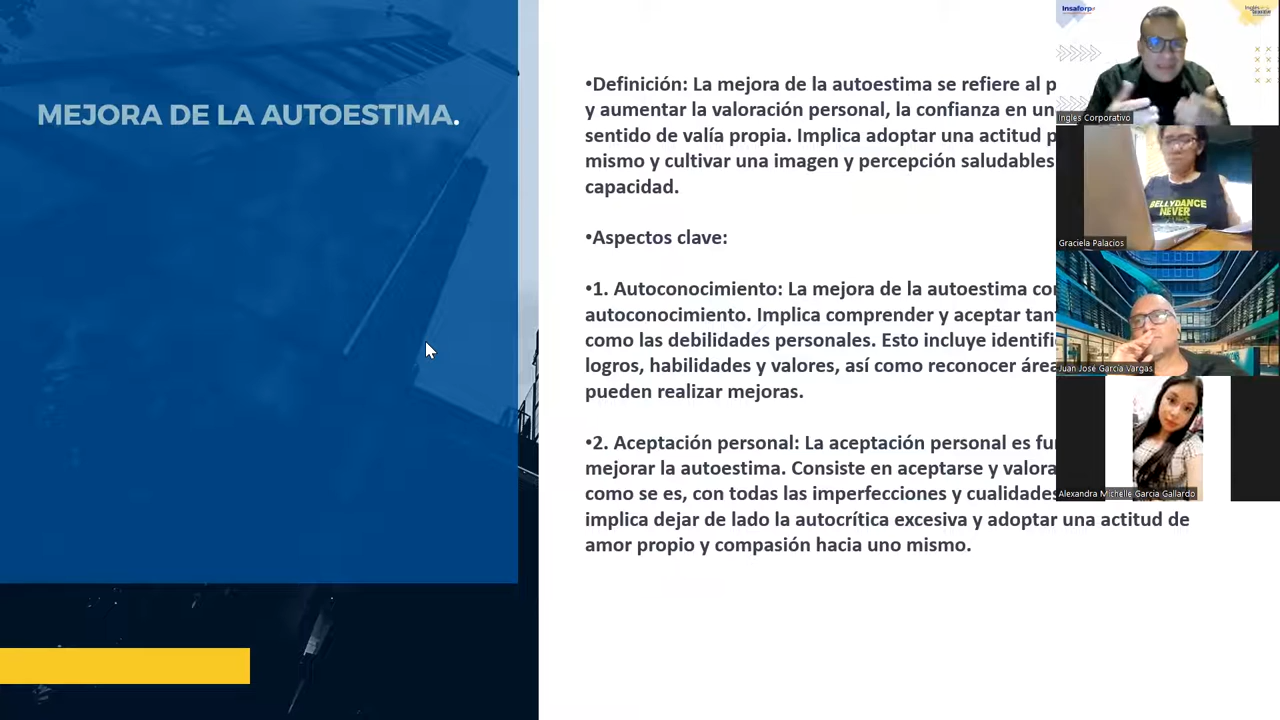 MEJORA DE LA AUTOESTIMA.
•Definición: La mejora de la autoestima se refiere al p
y aumentar la valoración personal, la confianza en un
sentido de valía propia. Implica adoptar una actitud p
mismo y cultivar una imagen y percepción saludables
capacidad.
•Aspectos clave:
•1. Autoconocimiento: La mejora de la autoestima co
autoconocimiento. Implica comprender y aceptar tan
como las debilidades personales. Esto incluye identifi
logros, habilidades y valores, así como reconocer área
pueden realizar mejoras.
•2. Aceptación personal: La aceptación personal es fu
mejorar la autoestima. Consiste en aceptarse y valora
como se es, con todas las imperfecciones y cualidades
implica dejar de lado la autocrítica excesiva y adoptar una actitud de
amor propio y compasión hacia uno mismo.
Insaforp
Ingles Corporativo
BELLYDANCE
NEVER
Graciela Palacios
Juan José García Vargas
Alexandra Michelle Garcia Gallardo